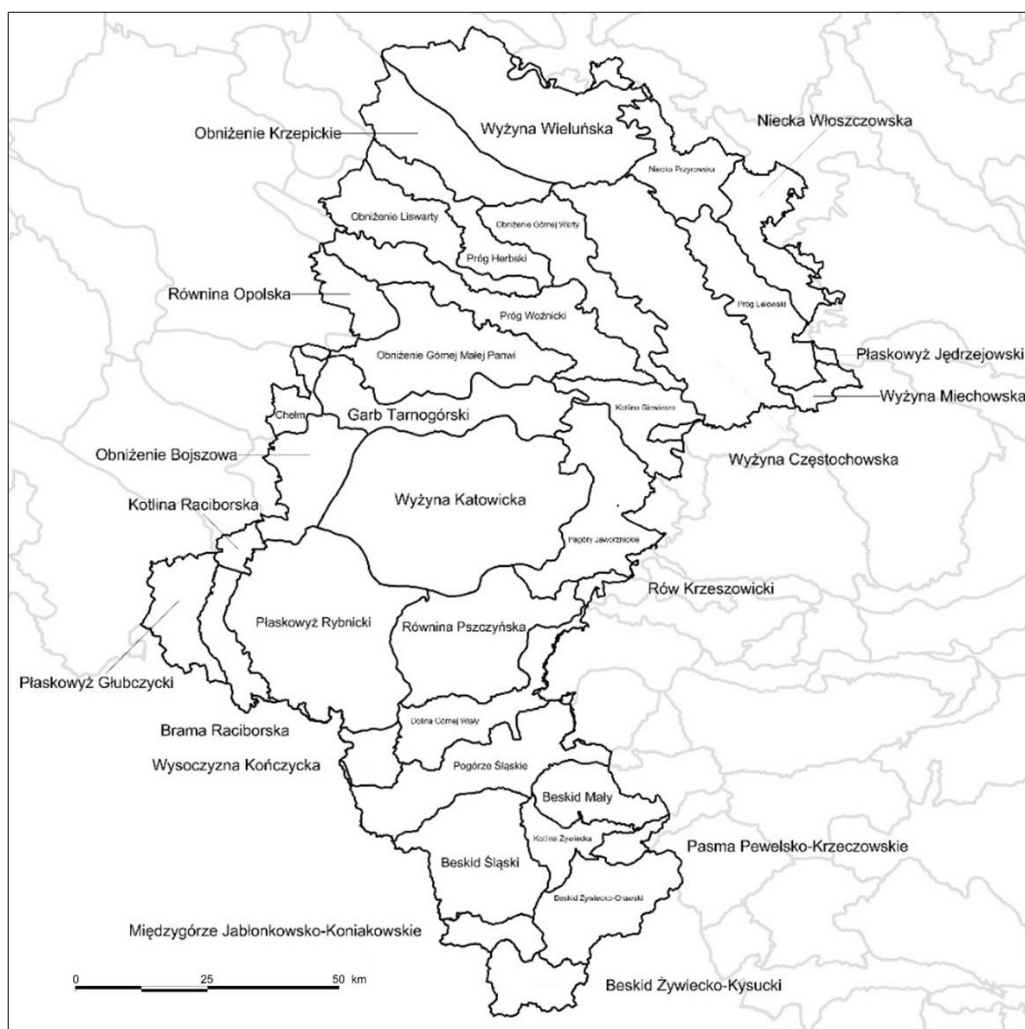 Wyżyna Wieluńska
Niecka Włoszczowska
Obniżenie Krzepickie
Niecka Przyrowska
Obniżenie Liswarty
Obniżenie Górnej Warty
Próg Herbski
Równina Opolska
Próg Lelowski
Próg Woźnicki
Obniżenie Górnej Małej Panwi
Płaskowyż Jędrzejowski
Wyżyna Miechowska
Chełm
Garb Tarnogórski
Kotlina Siewierza
Obniżenie Bojszowa
Wyżyna Częstochowska
Kotlina Raciborska
Wyżyna Katowicka
Pagóry Jaworznickie
Rów Krzeszowicki
Płaskowyż Rybnicki
Równina Pszczyńska
Płaskowyż Głubczycki
Brama Raciborska
Dolina Górnej Wisły
Wysoczyzna Kończycka
Pogórze Śląskie
Beskid Mały
Kotlina Żywiecka
Pasma Pewelsko-Krzeczowskie
Beskid Śląski
Beskid Żywiecko-Orawski
Międzygórze Jabłonkowsko-Koniakowskie
0 25 50 km
Beskid Żywiecko-Kysucki